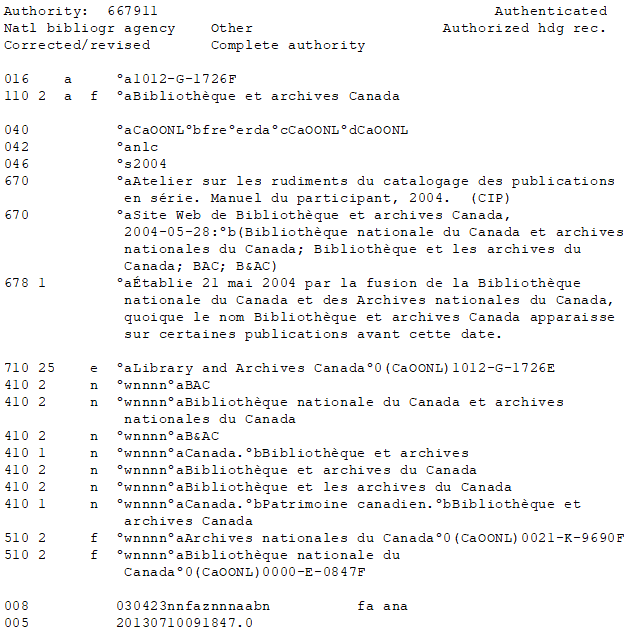 Authority:  667911                                       Authenticated
Natl bibliogr agency    Other                      Authorized hdg rec.
Corrected/revised       Complete authority
016    a     °a1012-G-1726F
110 2  a  f  °aBibliothèque et archives Canada
040          °aCaOONL°bfre°erda°cCaOONL°dCaOONL
042          °anlc
046          °s2004
670          °aAtelier sur les rudiments du catalogage des publications
en série. Manuel du participant, 2004.  (CIP)
670          °aSite Web de Bibliothèque et archives Canada,
2004-05-28:°b(Bibliothèque nationale du Canada et archives
nationales du Canada; Bibliothèque et les archives du
Canada; BAC; B&AC)
678 1        °aÉtablie 21 mai 2004 par la fusion de la Bibliothèque
nationale du Canada et des Archives nationales du Canada,
quoique le nom Bibliothèque et archives Canada apparaisse
sur certaines publications avant cette date.
710 25    e  °aLibrary and Archives Canada°0(CaOONL)1012-G-1726E
410 2     n  °wnnnn°aBAC
410 2     n  °wnnnn°aBibliothèque nationale du Canada et archives
nationales du Canada
410 2     n  °wnnnn°aB&AC
410 1     n  °wnnnn°aCanada.°bBibliothèque et archives
410 2     n  °wnnnn°aBibliothèque et archives du Canada
410 2     n  °wnnnn°aBibliothèque et les archives du Canada
410 1     n  °wnnnn°aCanada.°bPatrimoine canadien.°bBibliothèque et
archives Canada
510 2     f  °wnnnn°aArchives nationales du Canada°0(CaOONL)0021-K-9690F
510 2     f  °wnnnn°aBibliothèque nationale du
Canada°0(CaOONL)0000-E-0847F
008          030423nnfaznnnaabn          fa ana
005          20130710091847.0